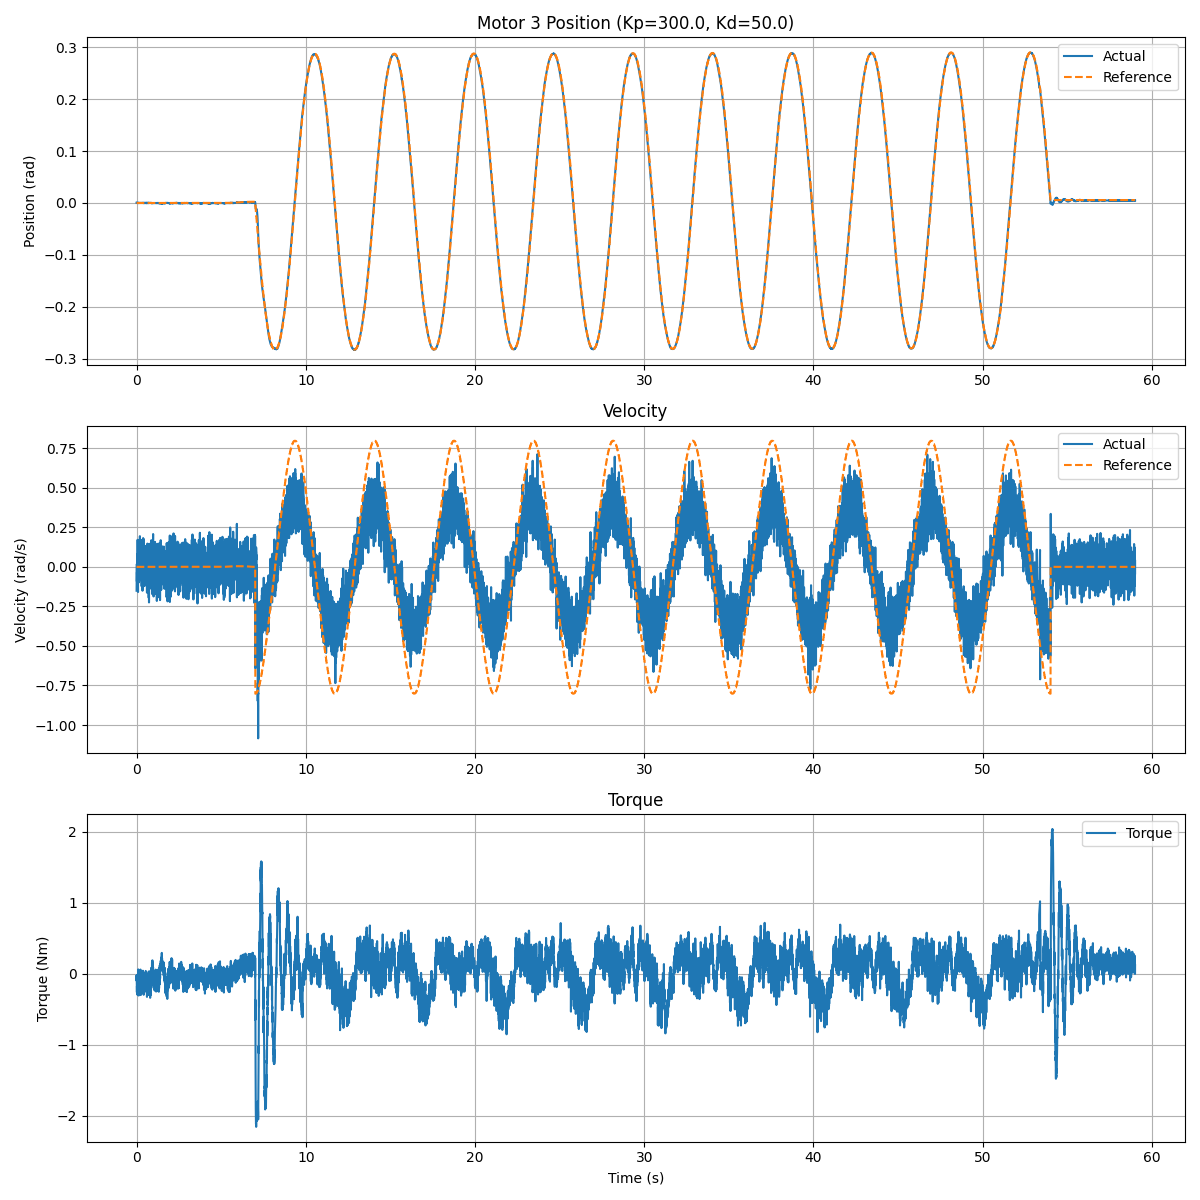 Motor 3 Position (Kp=300.0, Kd=50.0)
Position (rad)
0.3
0.2
0.1
0.0
−0.1
−0.2
−0.3
Actual
Reference
0 10 20 30 40 50 60
Velocity
Velocity (rad/s)
0.75
0.50
0.25
0.00
−0.25
−0.50
−0.75
−1.00
Actual
Reference
0 10 20 30 40 50 60
Torque
Torque (Nm)
2
1
0
−1
−2
Torque
0 10 20 30 40 50 60
Time (s)